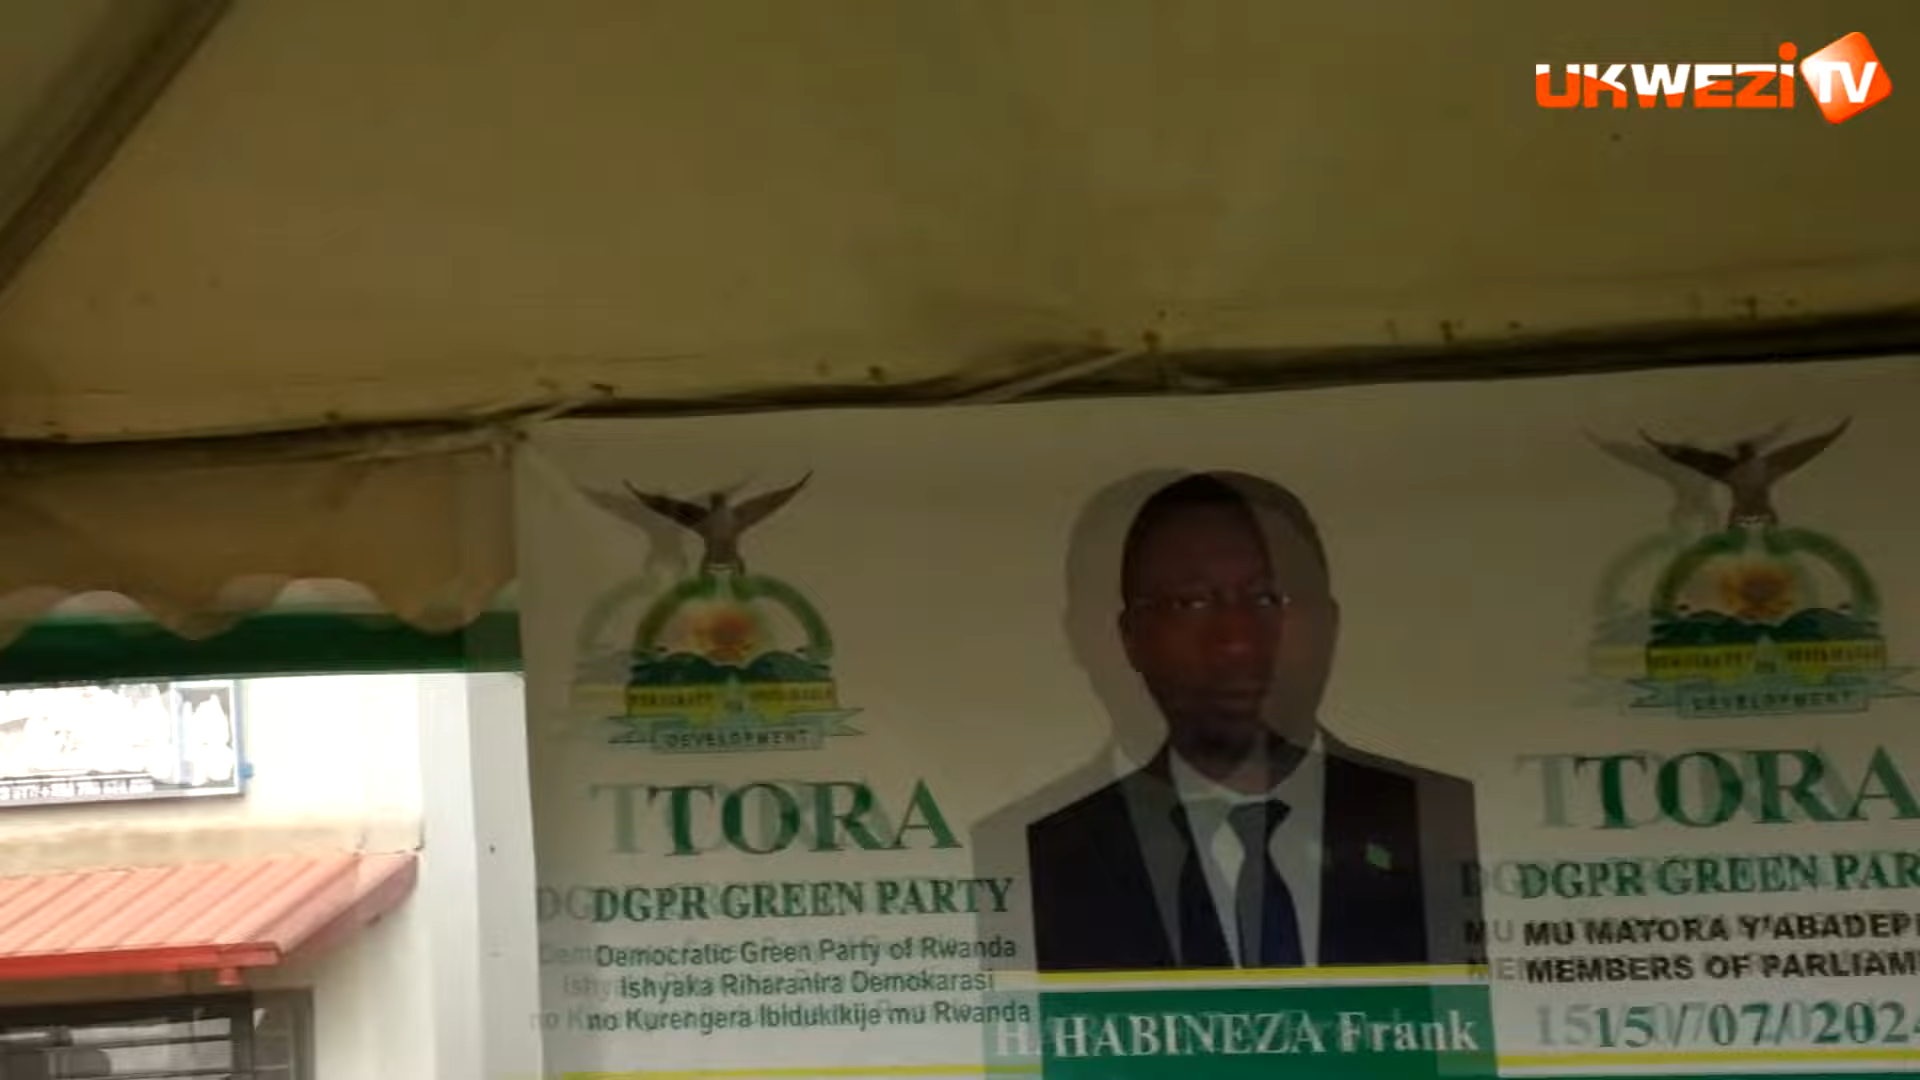 UKWEZI TV
DEVELOPMENT
TORA
DGPR GREEN PARTY
Democratic Green Party of Rwanda
Ishyaka Riharanira Demokarasi
no Kurengera Ibidukikije mu Rwanda
HABINEZA Frank
DEVELOPMENT
TORA
DGPR GREEN PAR
MU MATORA Y'ABADEP
MEMBERS OF PARLIAM
15/07/202